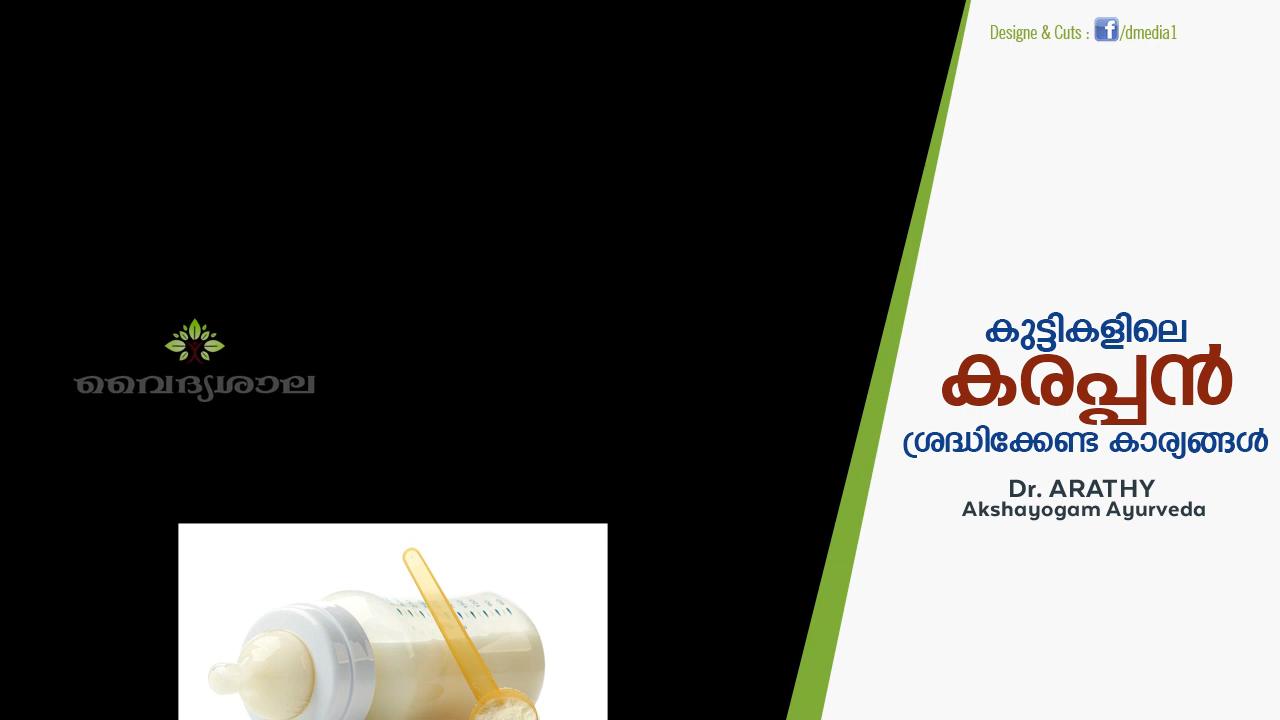 Designe & Cuts : f/dmedia1
വൈദ്യശാല
കുട്ടികളിലെ
കരപ്പൻ
ശ്രദ്ധിക്കേണ്ട കാര്യങ്ങൾ
Dr. ARATHY
Akshayogam Ayurveda